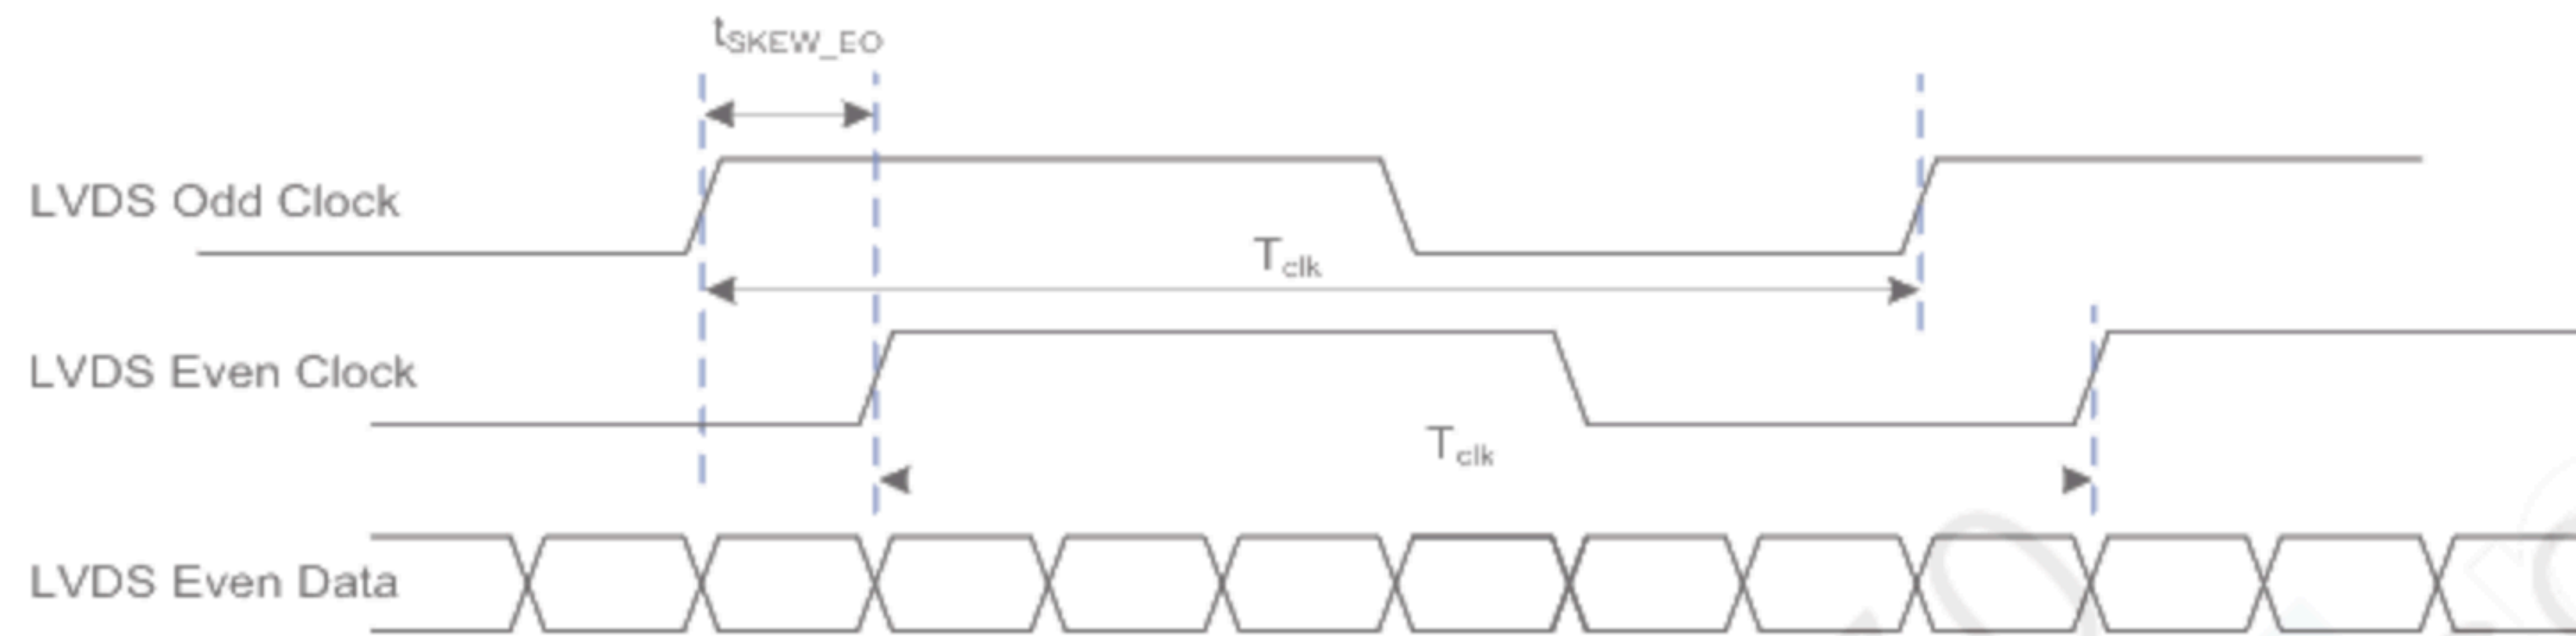 tSKEW_EO
LVDS Odd Clock
Tclk
LVDS Even Clock
Tclk
LVDS Even Data